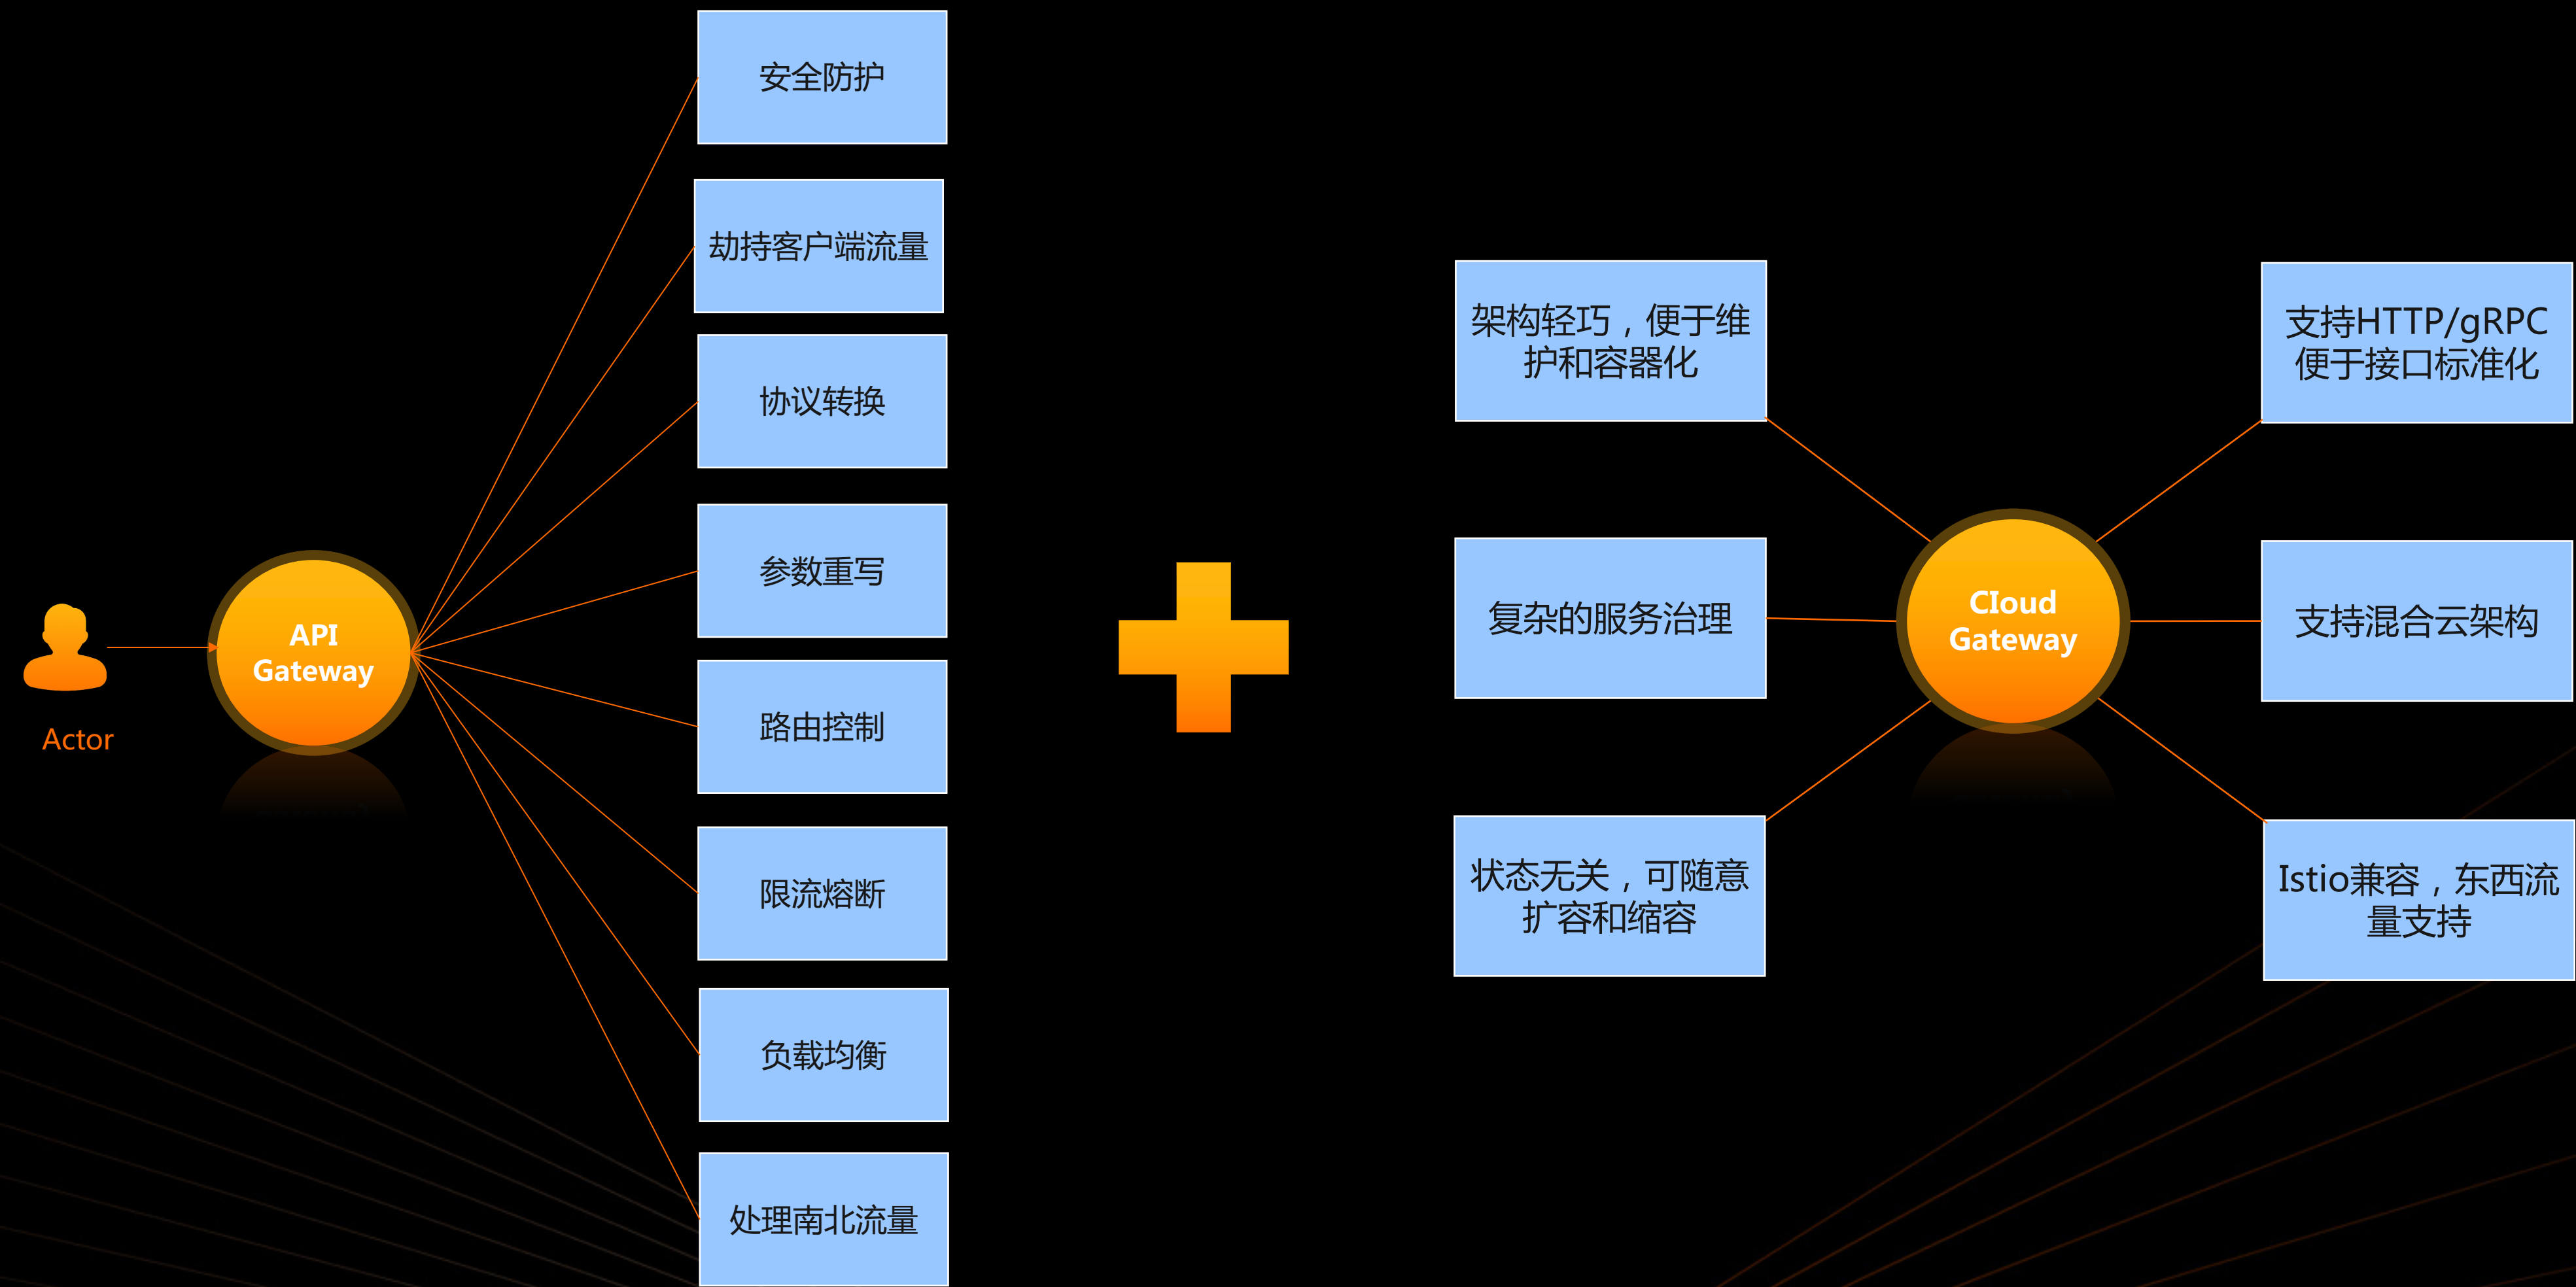 安全防护
劫持客户端流量
协议转换
参数重写
路由控制
限流熔断
负载均衡
处理南北流量
API
Gateway
Actor
架构轻巧，便于维
护和容器化
复杂的服务治理
状态无关，可随意
扩容和缩容
CIoud
Gateway
支持HTTP/gRPC
便于接口标准化
支持混合云架构
Istio兼容，东西流
量支持